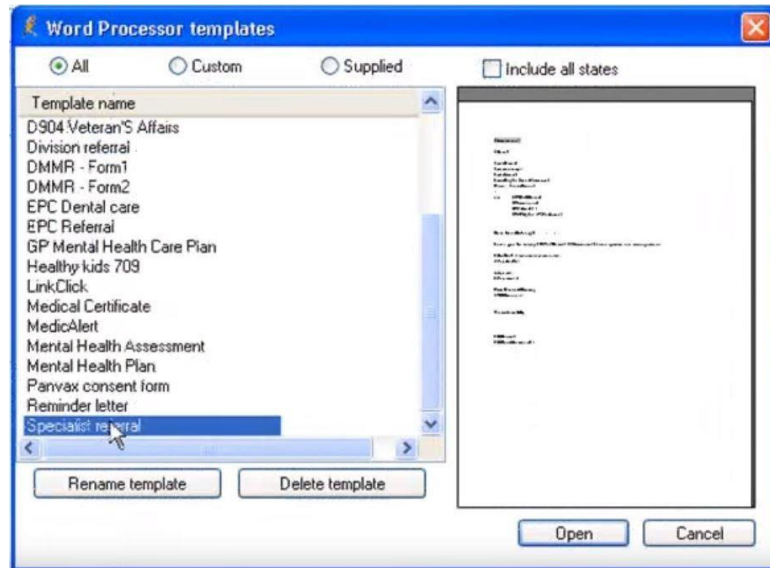 Word Processor templates
All Custom Supplied Include all states
Template name
D904 Veteran'S Affairs
Division referral
DMMR - Form1
DMMR - Form2
EPC Dental care
EPC Referral
GP Mental Health Care Plan
Healthy kids 709
LinkClick
Medical Certificate
MedicAlert
Mental Health Assessment
Mental Health Plan
Panvax consent form
Reminder letter
Specialist referral
Rename template Delete template
Open Cancel